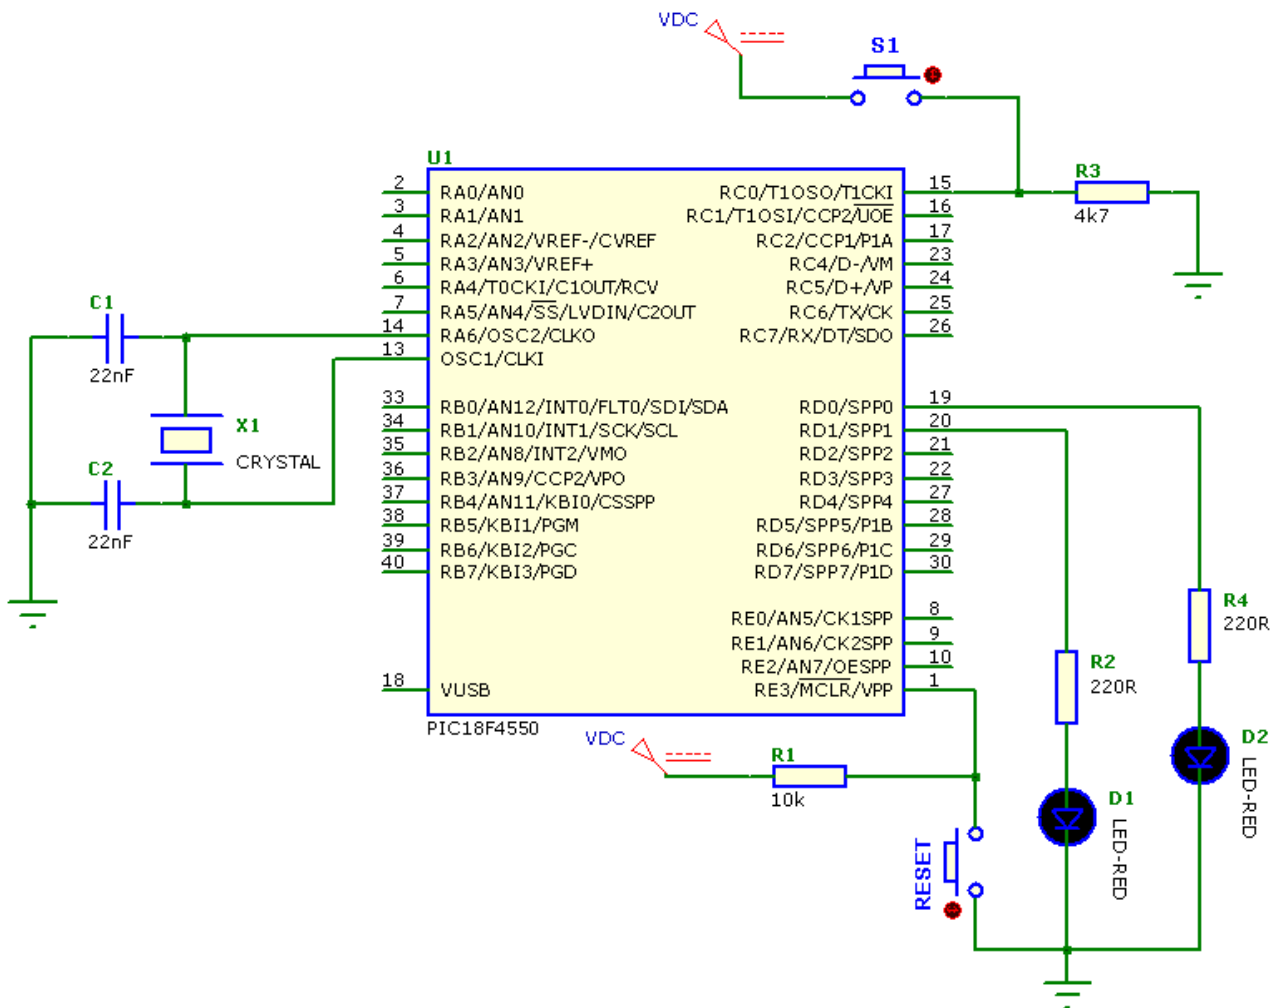 VDC
S1
U1
2 RA0/AN0
3 RA1/AN1
4 RA2/AN2/VREF-/CVREF
5 RA3/AN3/VREF+
6 RA4/T0CKI/C1OUT/RCV
7 RA5/AN4/SS/LVDIN/C2OUT
14 RA6/OSC2/CLKO
13 OSC1/CLKI
33 RB0/AN12/INT0/FLT0/SDI/SDA
34 RB1/AN10/INT1/SCK/SCL
35 RB2/AN8/INT2/VMO
36 RB3/AN9/CCP2/VPO
37 RB4/AN11/KBI0/CSSPP
38 RB5/KBI1/PGM
39 RB6/KBI2/PGC
40 RB7/KBI3/PGD
18 VUSB
RC0/T1OSO/T1CKI 15
RC1/T1OSI/CCP2/UOE 16
RC2/CCP1/P1A 17
RC4/D-/VM 23
RC5/D+/VP 24
RC6/TX/CK 25
RC7/RX/DT/SDO 26
RD0/SPP0 19
RD1/SPP1 20
RD2/SPP2 21
RD3/SPP3 22
RD4/SPP4 27
RD5/SPP5/P1B 28
RD6/SPP6/P1C 29
RD7/SPP7/P1D 30
RE0/AN5/CK1SPP 8
RE1/AN6/CK2SPP 9
RE2/AN7/OESPP 10
RE3/MCLR/VPP 1
PIC18F4550
R3
4k7
C1
22nF
X1
CRYSTAL
C2
22nF
R4
220R
R2
220R
D2
LED-RED
D1
LED-RED
VDC
R1
10k
RESET